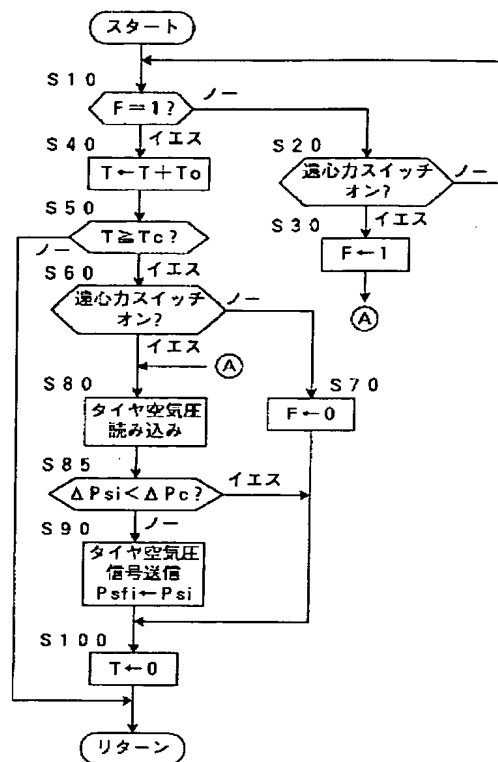 スタート
S10
F=1?
ノー
イエス
S40
T←T+To
S20
遠心力スイッチ
オン?
ノー
イエス
S30
F←1
A
S50
T≧Tc?
ノー
イエス
S60
遠心力スイッチ
オン?
ノー
イエス
A
S70
F←0
S80
タイヤ空気圧
読み込み
S85
ΔPsi<ΔPc?
イエス
ノー
S90
タイヤ空気圧
信号送信
Psfi←Psi
S100
T←0
リターン